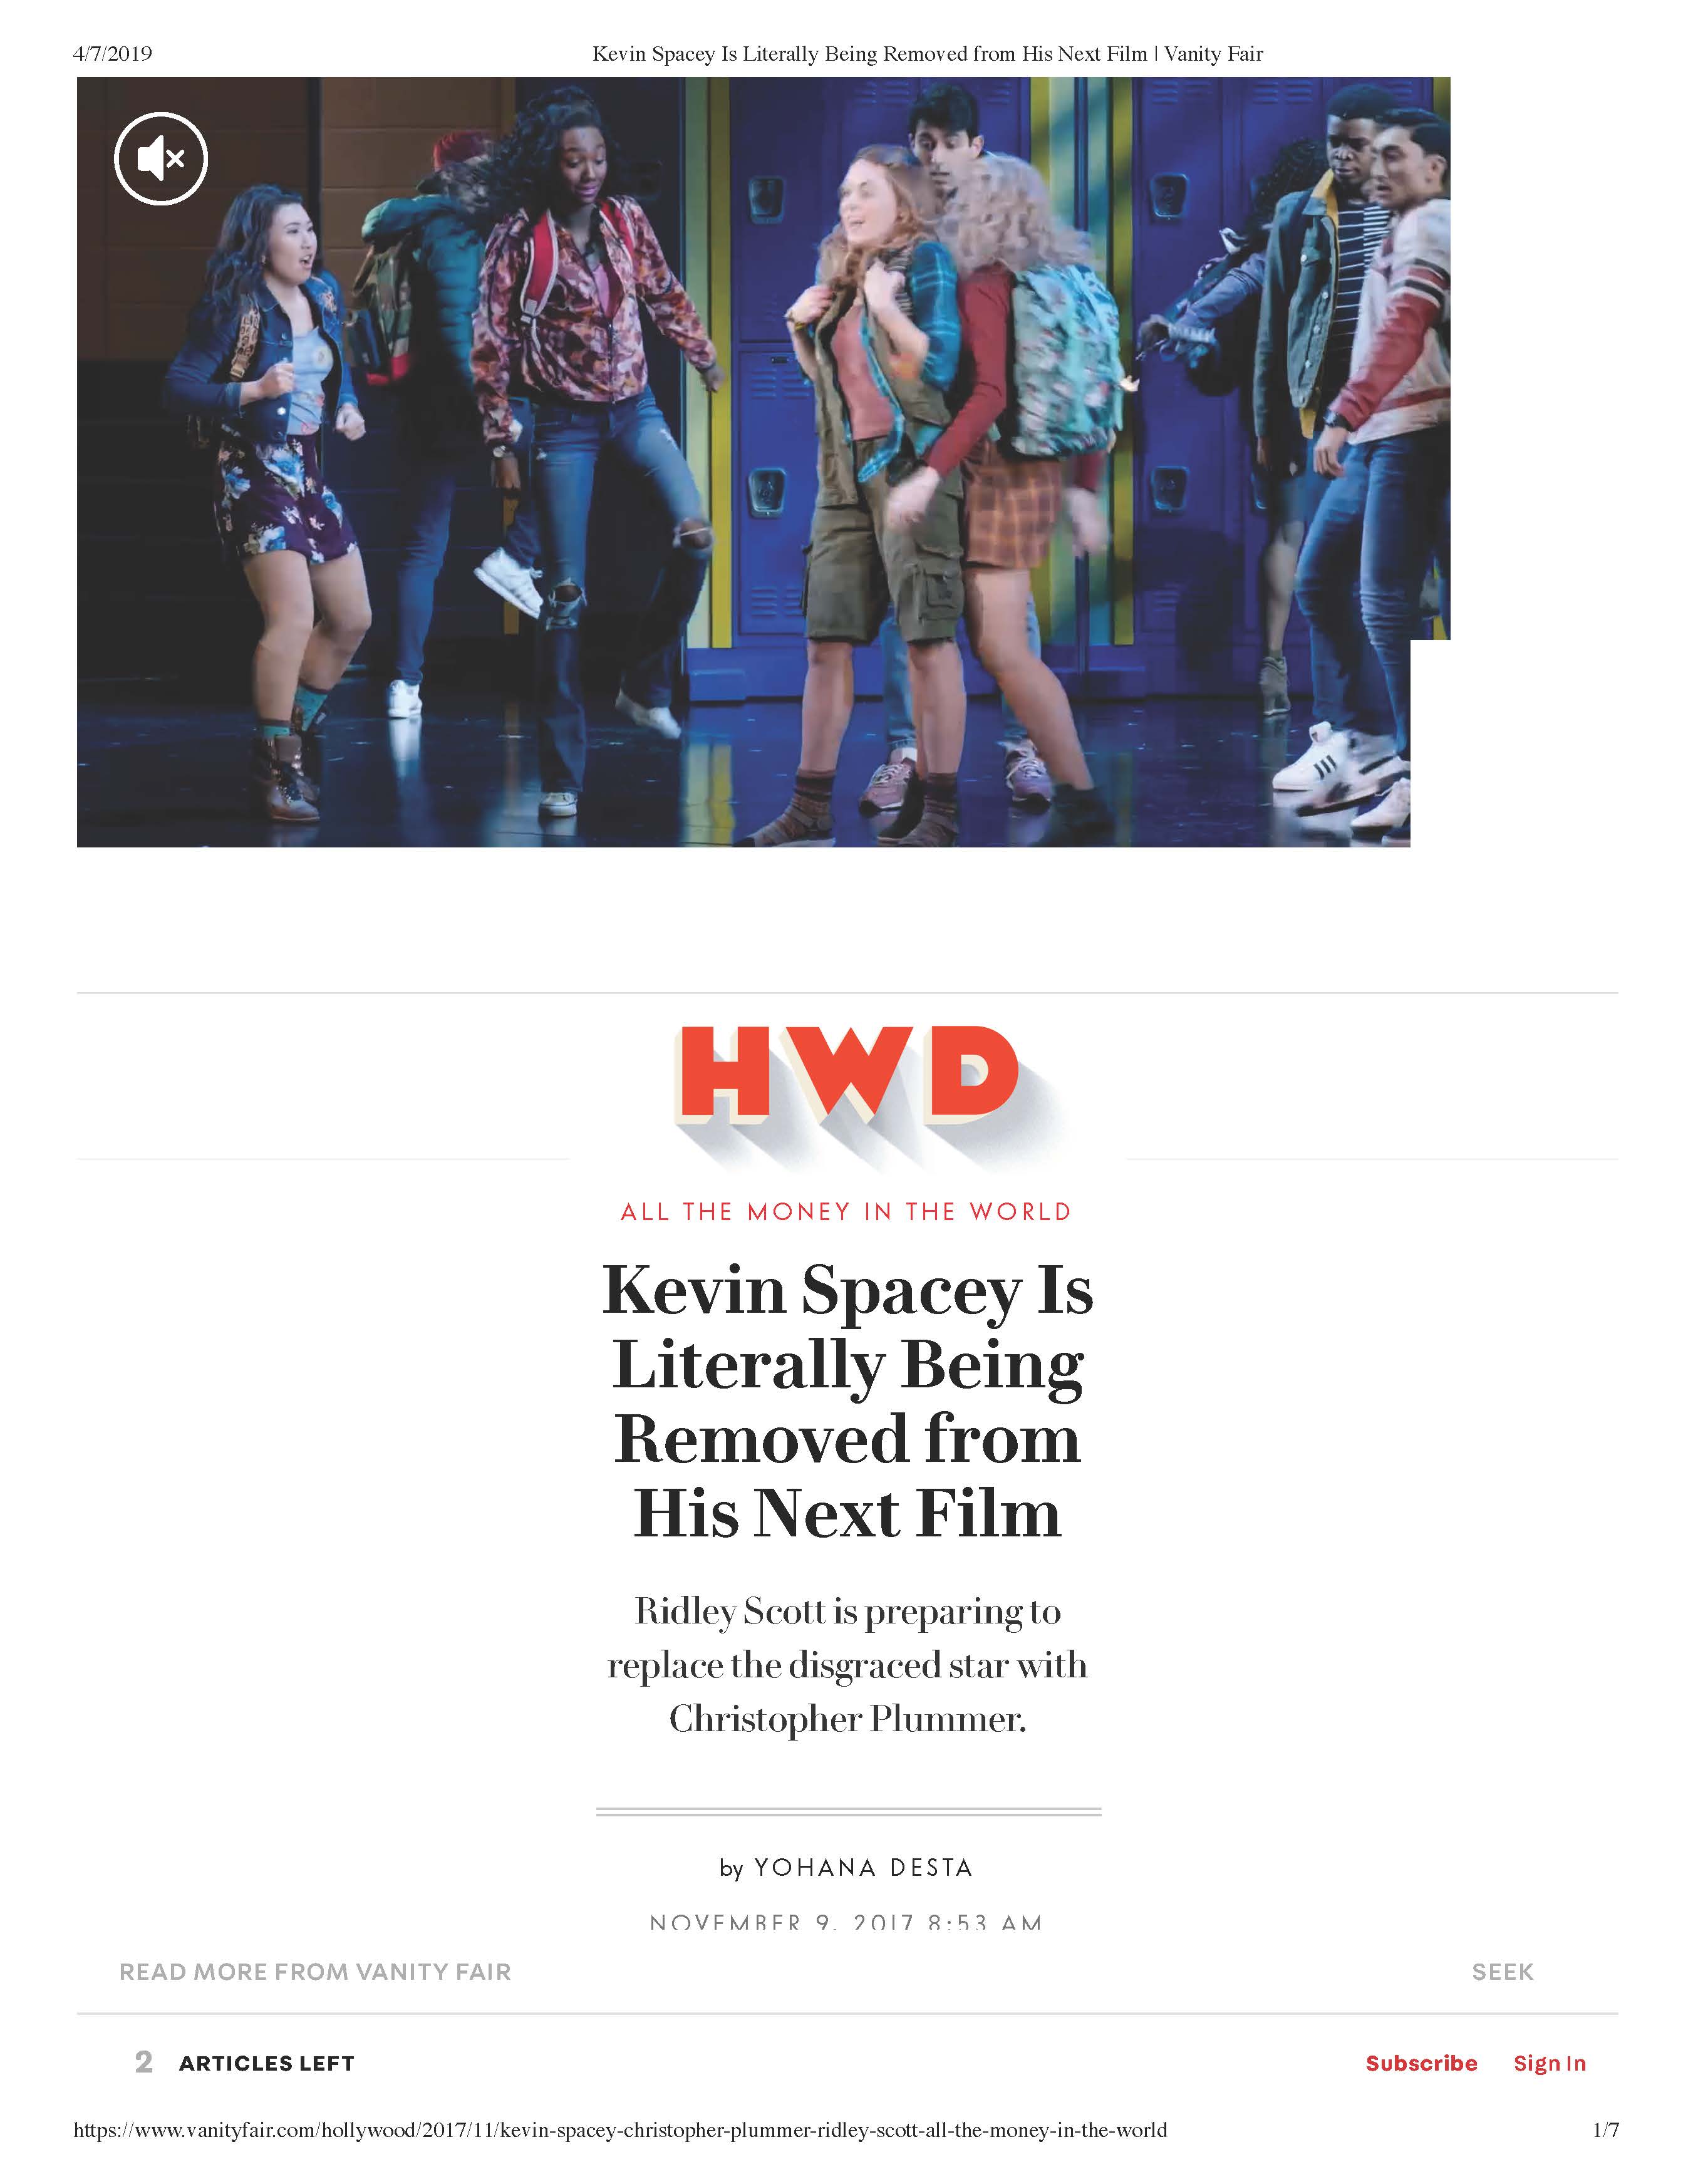 4/7/2019 Kevin Spacey Is Literally Being Removed from His Next Film | Vanity Fair
HWD
ALL THE MONEY IN THE WORLD
Kevin Spacey Is
Literally Being
Removed from
His Next Film
Ridley Scott is preparing to
replace the disgraced star with
Christopher Plummer.
by YOHANA DESTA
NOVEMBER 9, 2017 8:53 AM
READ MORE FROM VANITY FAIR SEEK
2 ARTICLES LEFT Subscribe Sign In
https://www.vanityfair.com/hollywood/2017/11/kevin-spacey-christopher-plummer-ridley-scott-all-the-money-in-the-world 1/7